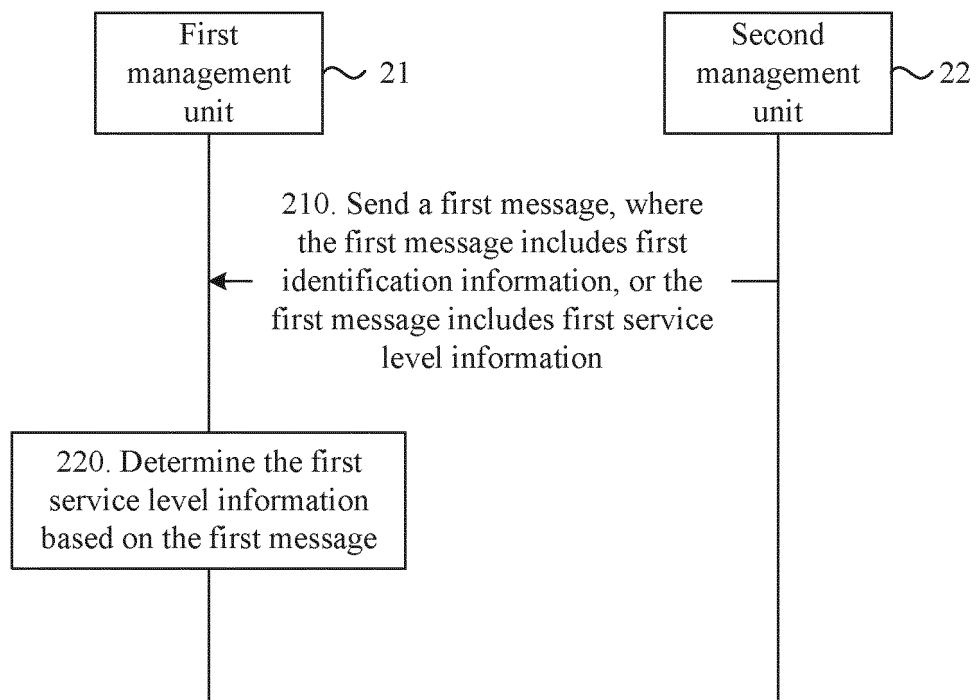 First
management
unit
21
Second
management
unit
22
210. Send a first message, where
the first message includes first
identification information, or the
first message includes first service
level information
220. Determine the first
service level information
based on the first message